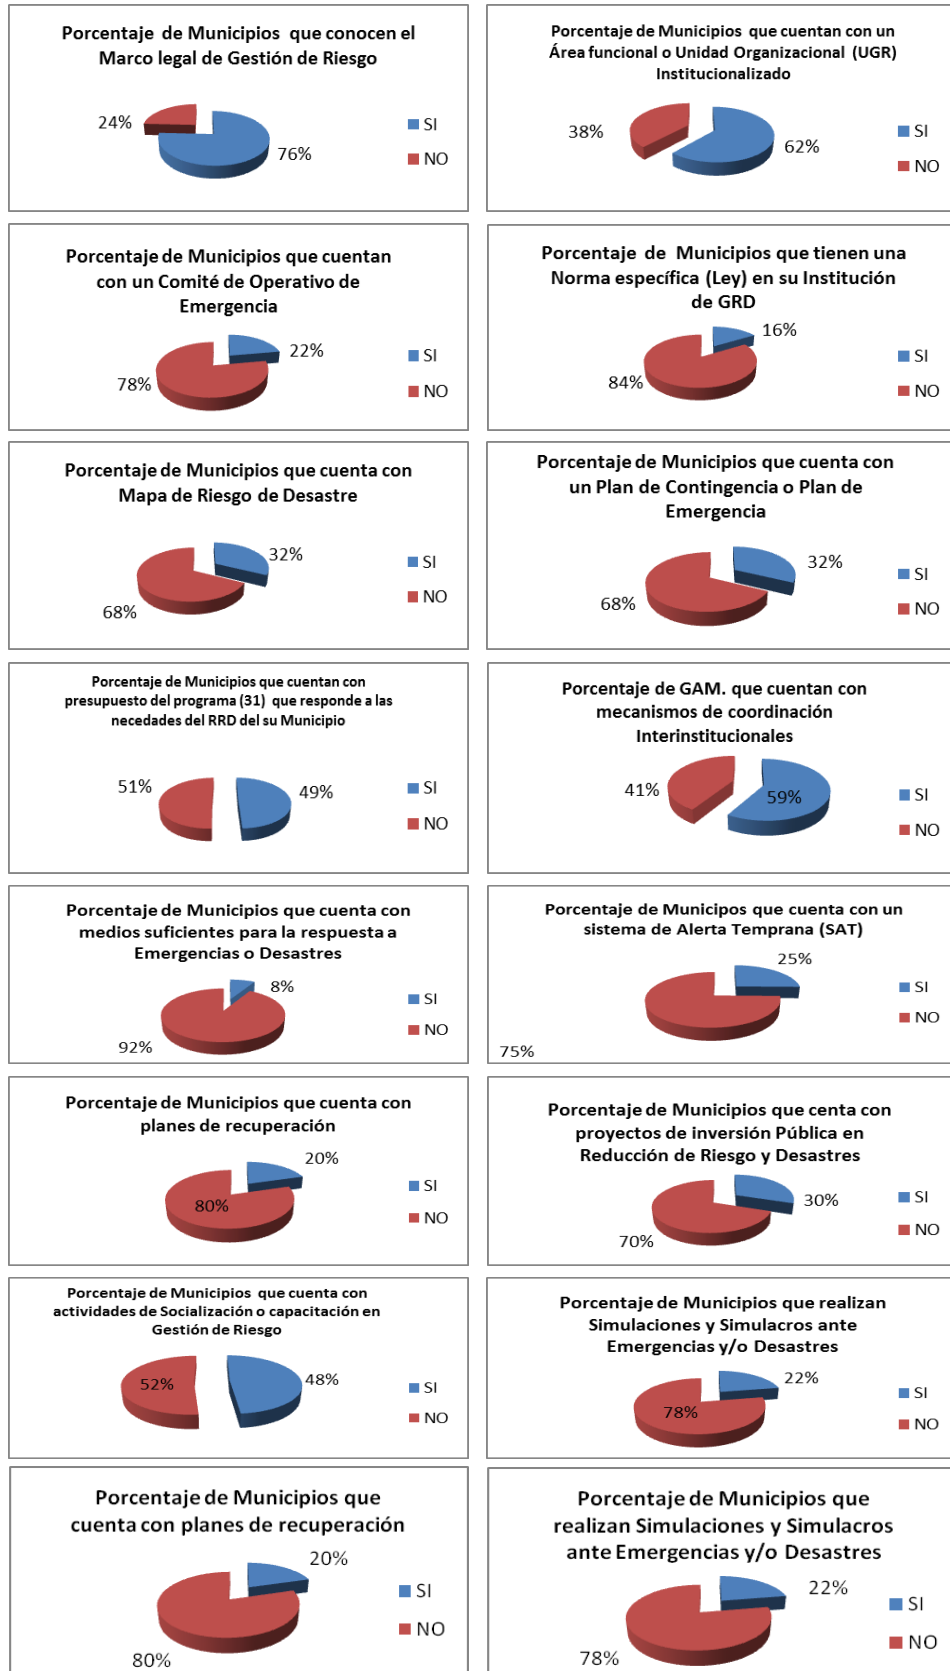 Porcentaje de Municipios que conocen el
Marco legal de Gestión de Riesgo
24%
76%
SI
NO
Porcentaje de Municipios que cuentan con un
Área funcional o Unidad Organizacional (UGR)
Institucionalizado
38%
62%
SI
NO
Porcentaje de Municipios que cuentan
con un Comité de Operativo de
Emergencia
22%
78%
SI
NO
Porcentaje de Municipios que tienen una
Norma específica (Ley) en su Institución
de GRD
16%
84%
SI
NO
Porcentaje de Municipios que cuenta con
Mapa de Riesgo de Desastre
32%
68%
SI
NO
Porcentaje de Municipios que cuenta con
un Plan de Contingencia o Plan de
Emergencia
32%
68%
SI
NO
Porcentaje de Municipios que cuentan con
presupuesto del programa (31) que responde a las
necedades del RRD del su Municipio
51%
49%
SI
NO
Porcentaje de GAM. que cuentan con
mecanismos de coordinación
Interinstitucionales
41%
59%
SI
NO
Porcentaje de Municipios que cuenta con
medios suficientes para la respuesta a
Emergencias o Desastres
8%
92%
SI
NO
Porcentaje de Municipos que cuenta con un
sistema de Alerta Temprana (SAT)
25%
75%
SI
NO
Porcentaje de Municipios que cuenta con
planes de recuperación
20%
80%
SI
NO
Porcentaje de Municipios que centa con
proyectos de inversión Pública en
Reducción de Riesgo y Desastres
30%
70%
SI
NO
Porcentaje de Municipios que cuenta con
actividades de Socialización o capacitación en
Gestión de Riesgo
52%
48%
SI
NO
Porcentaje de Municipios que realizan
Simulaciones y Simulacros ante
Emergencias y/o Desastres
22%
78%
SI
NO
Porcentaje de Municipios que
cuenta con planes de recuperación
20%
80%
SI
NO
Porcentaje de Municipios que
realizan Simulaciones y Simulacros
ante Emergencias y/o Desastres
22%
78%
SI
NO